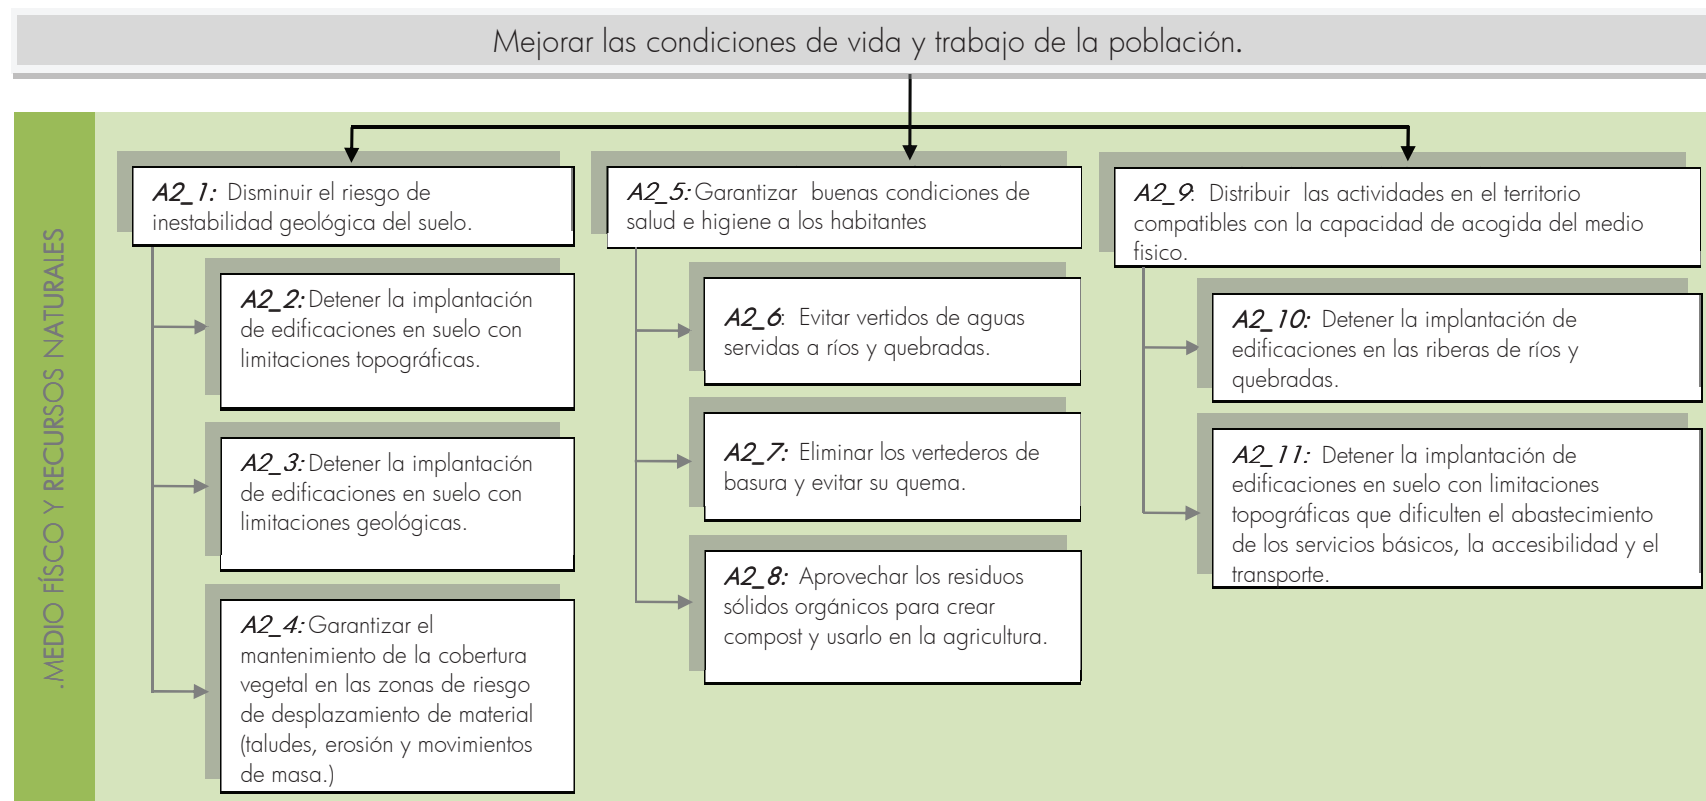 Mejorar las condiciones de vida y trabajo de la población.
.MEDIO FÍSCO Y RECURSOS NATURALES
A2_1: Disminuir el riesgo de
inestabilidad geológica del suelo.
A2_2: Detener la implantación
de edificaciones en suelo con
limitaciones topográficas.
A2_3: Detener la implantación
de edificaciones en suelo con
limitaciones geológicas.
A2_4: Garantizar el
mantenimiento de la cobertura
vegetal en las zonas de riesgo
de desplazamiento de material
(taludes, erosión y movimientos
de masa.)
A2_5: Garantizar buenas condiciones de
salud e higiene a los habitantes
A2_6: Evitar vertidos de aguas
servidas a ríos y quebradas.
A2_7: Eliminar los vertederos de
basura y evitar su quema.
A2_8: Aprovechar los residuos
sólidos orgánicos para crear
compost y usarlo en la agricultura.
A2_9: Distribuir las actividades en el territorio
compatibles con la capacidad de acogida del medio
fisico.
A2_10: Detener la implantación de
edificaciones en las riberas de ríos y
quebradas.
A2_11: Detener la implantación de
edificaciones en suelo con limitaciones
topográficas que dificulten el abastecimiento
de los servicios básicos, la accesibilidad y el
transporte.